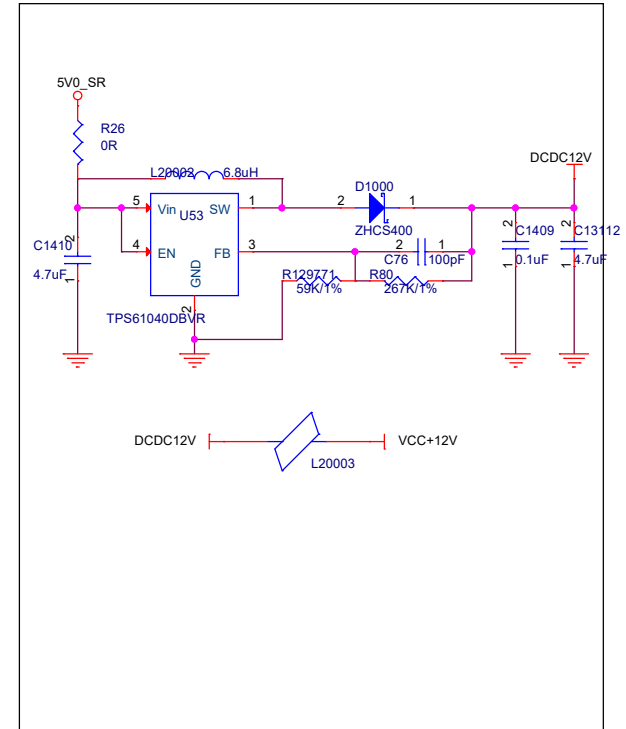 5V0_SR
R26
0R
DCDC12V
L20002 6.8uH
D1000
5 Vin U53 SW 1
2 1
ZHCS400
C1410
4.7uF
2
1
4 EN FB 3
GND
2
2 1
C76 100pF
R129771 R80
59K/1% 267K/1%
TPS61040DBVR
2
1
C1409
0.1uF
2
1
C13112
4.7uF
DCDC12V VCC+12V
L20003